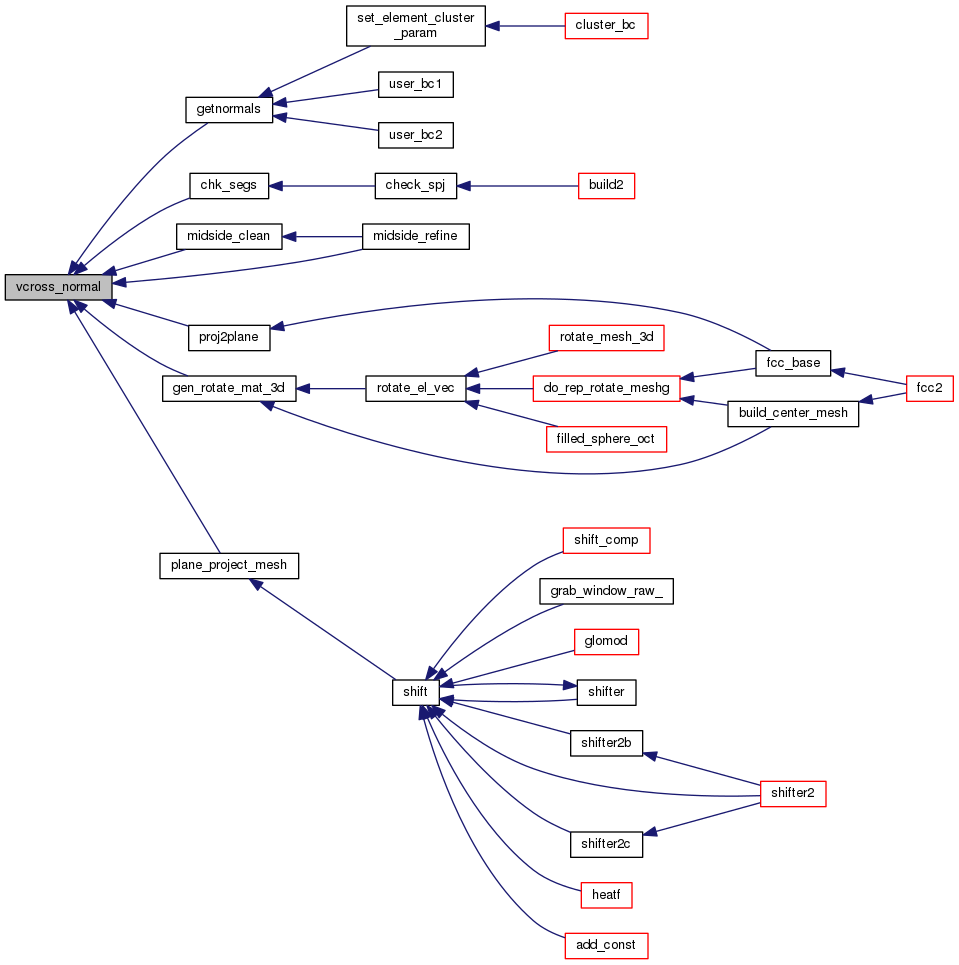 set_element_cluster
_param
cluster_bc
user_bc1
getnormals
user_bc2
chk_segs
check_spj
build2
midside_clean
midside_refine
vcross_normal
proj2plane
rotate_mesh_3d
fcc_base
gen_rotate_mat_3d
rotate_el_vec
do_rep_rotate_meshg
fcc2
build_center_mesh
filled_sphere_oct
shift_comp
plane_project_mesh
grab_window_raw_
glomod
shift
shifter
shifter2b
shifter2
shifter2c
heatf
add_const